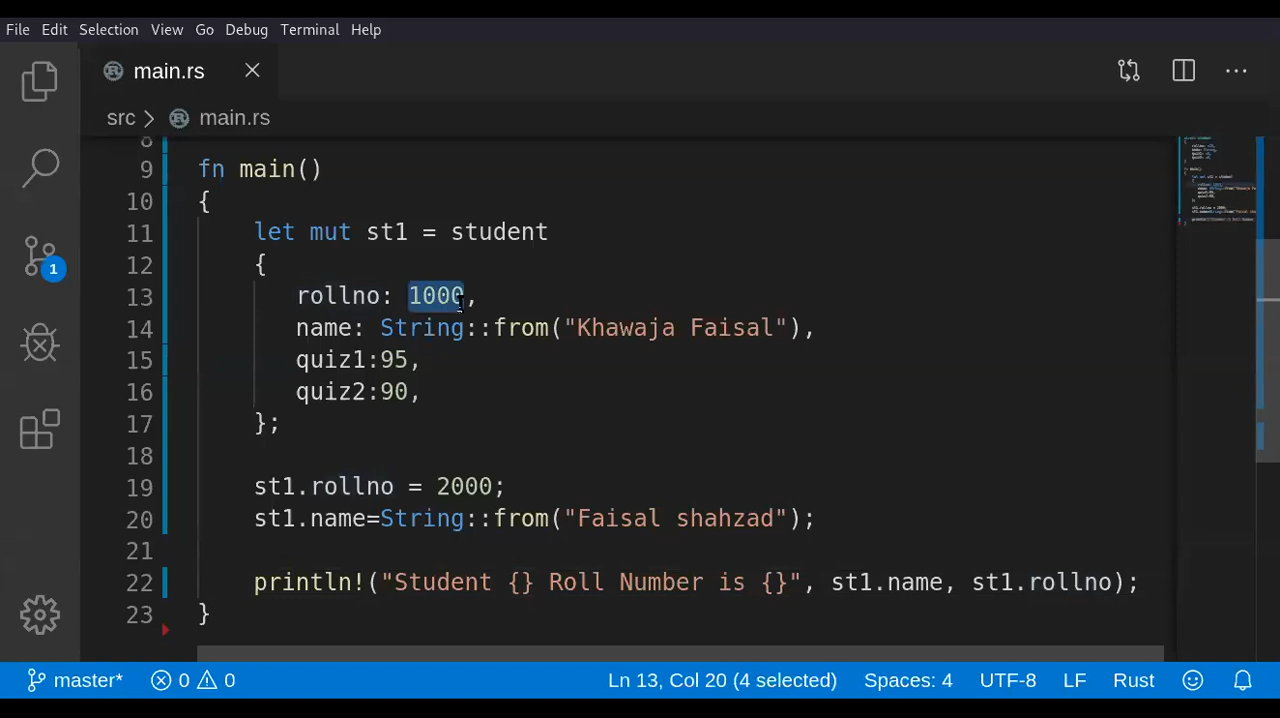 File Edit Selection View Go Debug Terminal Help
main.rs
src > main.rs
8
9 fn main()
10 {
11 let mut st1 = student
12 {
13 rollno: 1000,
14 name: String::from("Khawaja Faisal"),
15 quiz1:95,
16 quiz2:90,
17 };
18
19 st1.rollno = 2000;
20 st1.name=String::from("Faisal shahzad");
21
22 println!("Student {} Roll Number is {}", st1.name, st1.rollno);
23 }
1
master* 0 0 Ln 13, Col 20 (4 selected) Spaces: 4 UTF-8 LF Rust